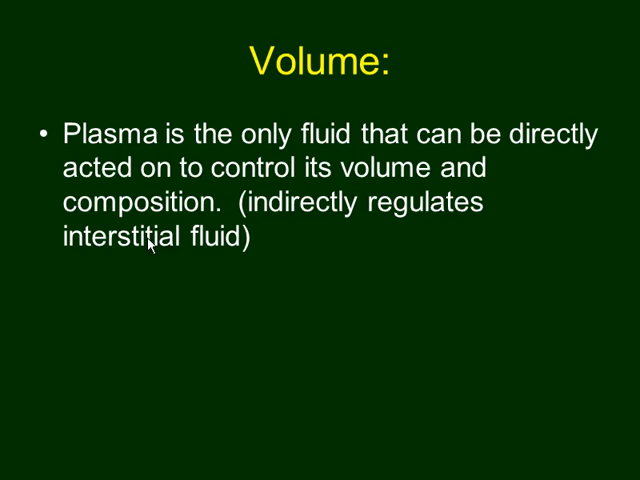 Volume:
• Plasma is the only fluid that can be directly
acted on to control its volume and
composition.  (indirectly regulates
interstitial fluid)